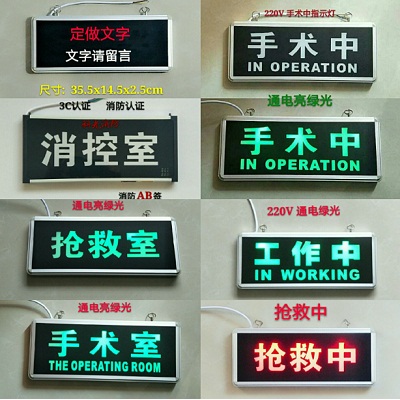 定做文字
文字请留言
尺寸: 35.5x14.5x2.5cm
220V 手术中指示灯
手术中
IN OPERATION
3C认证 消防认证
消控室
消防AB签
通电亮绿光
手术中
IN OPERATION
通电亮绿光
抢救室
220V 通电绿光
工作中
IN WORKING
通电亮绿光
手术室
THE OPERATING ROOM
抢救中
抢救中